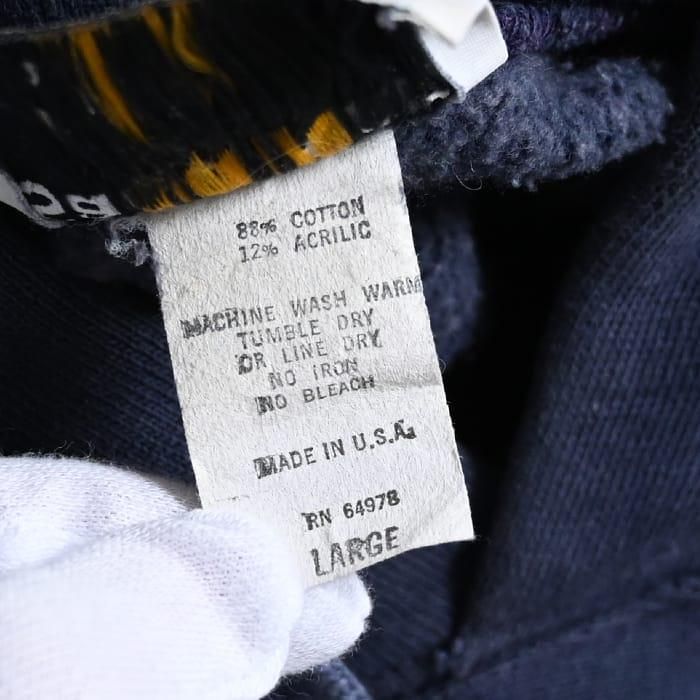 88% COTTON
12% ACRILIC
MACHINE WASH WARM
TUMBLE DRY
OR LINE DRY
NO IRON
NO BLEACH
MADE IN U.S.A.
RN 64978
LARGE